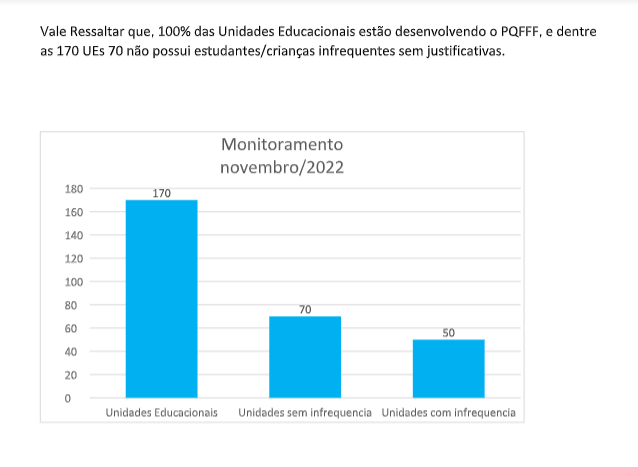 Vale Ressaltar que, 100% das Unidades Educacionais estão desenvolvendo o PQFFF, e dentre
as 170 UEs 70 não possui estudantes/crianças infrequentes sem justificativas.
Monitoramento
novembro/2022
180
160
140
120
100
80
60
40
20
0
170
70
50
Unidades Educacionais
Unidades sem infrequencia
Unidades com infrequencia